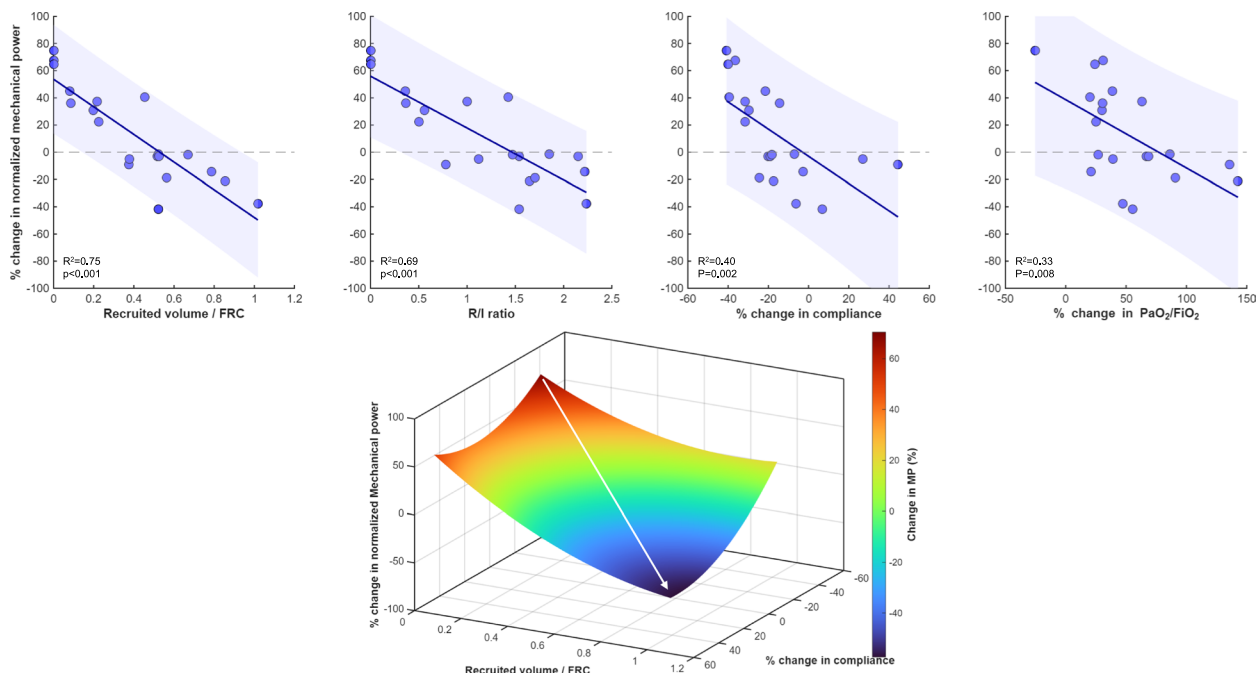 % change in normalized mechanical power
100
80
60
40
20
0
-20
-40
-60
-80
-100
R²=0.75
p<0.001
0 0.2 0.4 0.6 0.8 1 1.2
Recruited volume / FRC
100
80
60
40
20
0
-20
-40
-60
-80
-100
R²=0.69
p<0.001
0 0.5 1 1.5 2 2.5
R/I ratio
100
80
60
40
20
0
-20
-40
-60
-80
-100
R²=0.40
P=0.002
-60 -40 -20 0 20 40 60
% change in compliance
100
80
60
40
20
0
-20
-40
-60
-80
-100
R²=0.33
P=0.008
-50 0 50 100 150
% change in PaO₂/FiO₂
% change in normalized Mechanical power
100
50
0
-50
-100
0 0.2 0.4 0.6 0.8 1 1.2
Recruited volume / FRC
60 40 20 0 -20 -40 -60
% change in compliance
60
40
20
0
-20
-40
Change in MP (%)